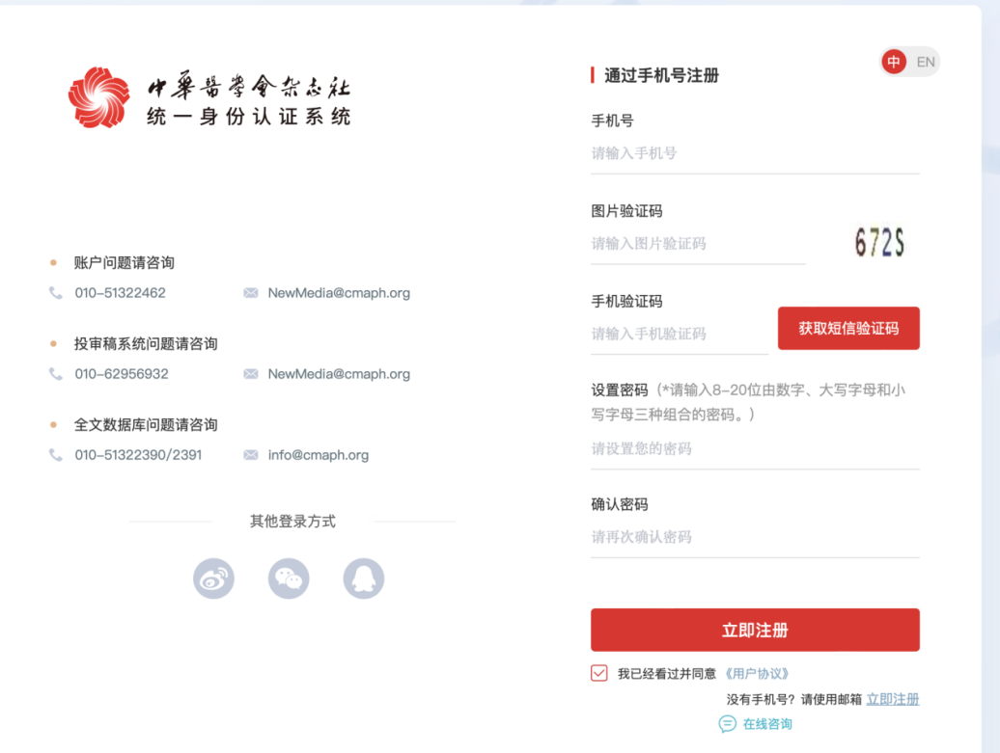 中華醫學會杂志社
统一身份认证系统
账户问题请咨询
010-51322462
NewMedia@cmaph.org
投审稿系统问题请咨询
010-62956932
NewMedia@cmaph.org
全文数据库问题请咨询
010-51322390/2391
info@cmaph.org
其他登录方式
中 EN
通过手机号注册
手机号
请输入手机号
图片验证码
请输入图片验证码
672S
手机验证码
请输入手机验证码
获取短信验证码
设置密码（*请输入8-20位由数字、大写字母和小
写字母三种组合的密码。）
请设置您的密码
确认密码
请再次确认密码
立即注册
我已经看过并同意 《用户协议》
没有手机号？请使用邮箱 立即注册
在线咨询